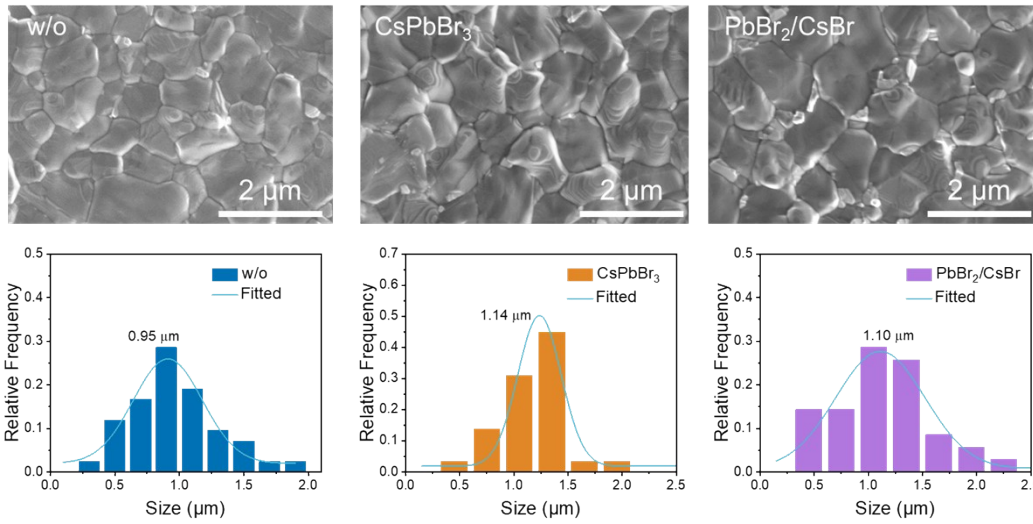 w/o
2 μm
CsPbBr₃
2 μm
PbBr₂/CsBr
2 μm
Relative Frequency
0.5
0.4
0.3
0.2
0.1
0.0
w/o
Fitted
0.95 μm
0.0
0.5
1.0
1.5
2.0
Size (μm)
Relative Frequency
0.7
0.6
0.5
0.4
0.3
0.2
0.1
0.0
CsPbBr₃
Fitted
1.14 μm
0.0
0.5
1.0
1.5
2.0
2.5
Size (μm)
Relative Frequency
0.5
0.4
0.3
0.2
0.1
0.0
PbBr₂/CsBr
Fitted
1.10 μm
0.0
0.5
1.0
1.5
2.0
2.5
Size (μm)